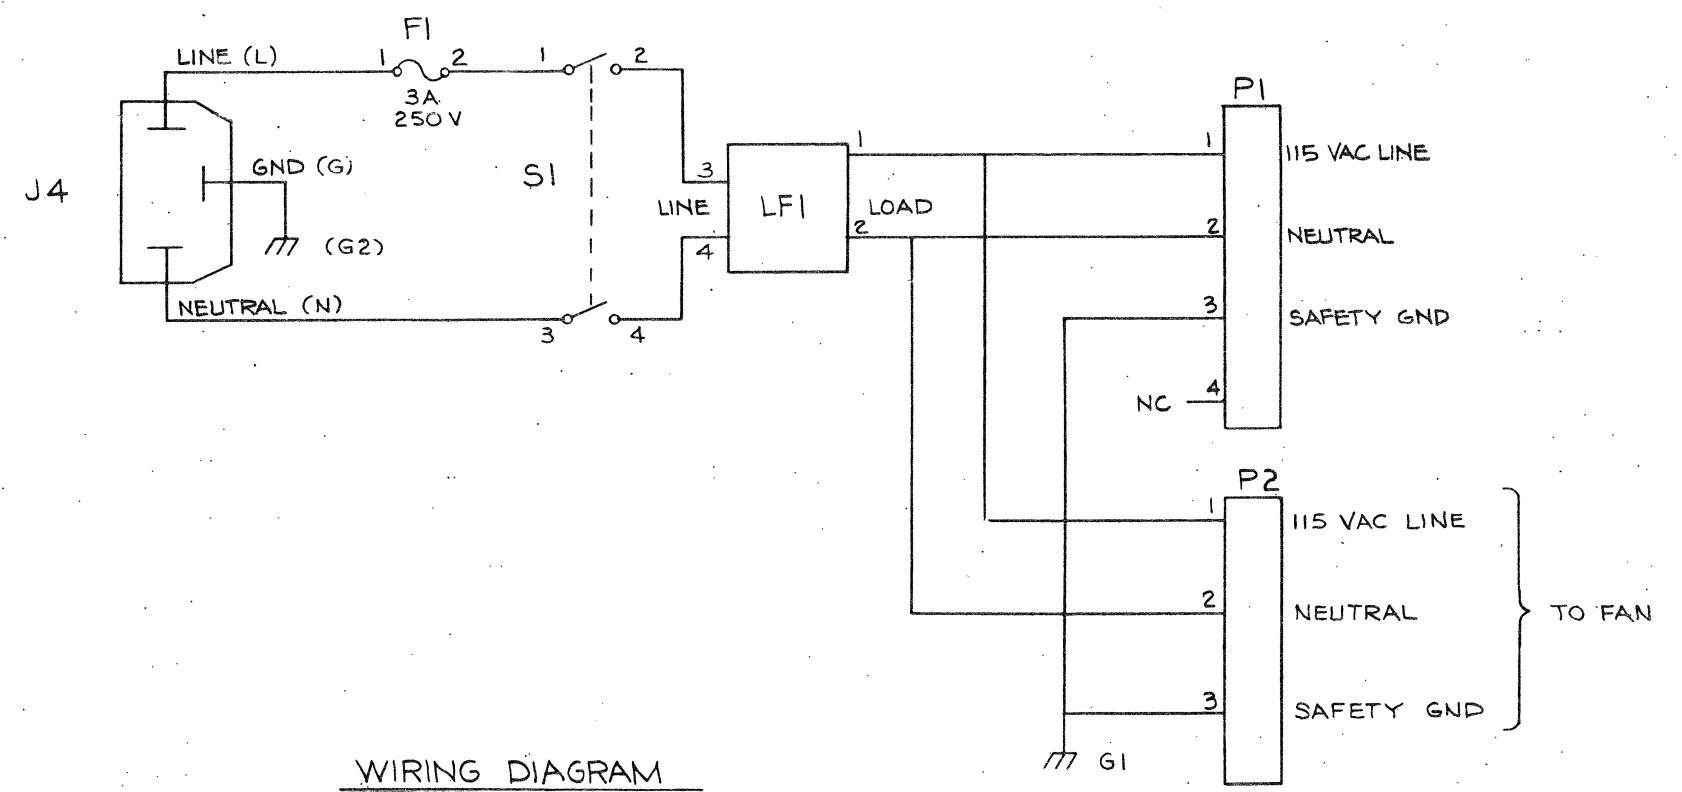 F1
LINE (L)
1
2
1
2
3A
250V
P1
1
1
115 VAC LINE
GND (G)
S1
3
J4
LINE
LF1
LOAD
2
2
NEUTRAL
(G2)
4
NEUTRAL (N)
3
SAFETY GND
3
4
4
NC
P2
1
115 VAC LINE
2
NEUTRAL
TO FAN
3
SAFETY GND
G1
WIRING DIAGRAM